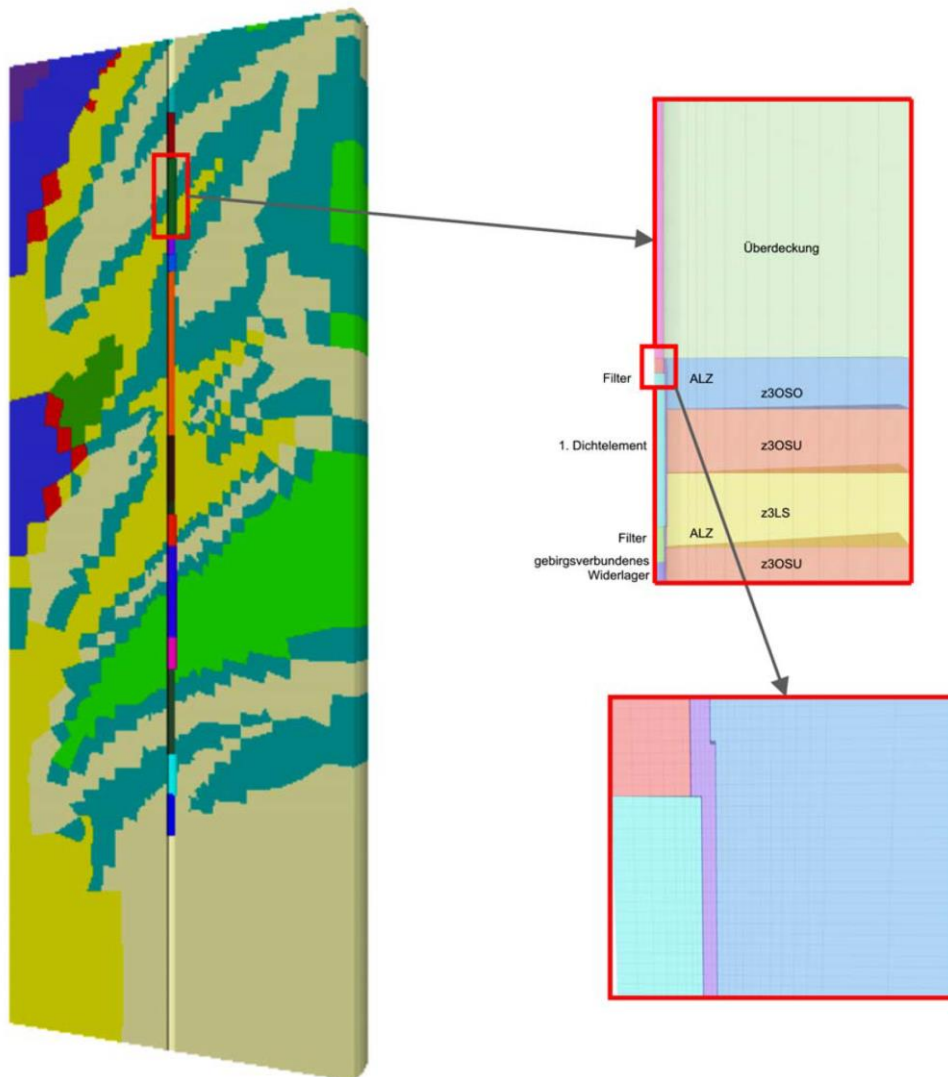 Überdeckung
Filter
ALZ
z3OSO
1. Dichtelement
z3OSU
z3LS
Filter
ALZ
gebirgsverbundenes
Widerlager
z3OSU